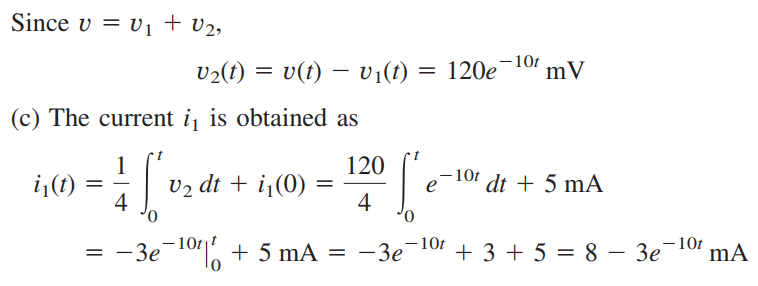 Since v = v₁ + v₂,
v₂(t) = v(t) − v₁(t) = 120e⁻¹⁰ᵗ mV
(c) The current i₁ is obtained as
i₁(t) = 1/4 ∫₀ᵗ v₂ dt + i₁(0) = 120/4 ∫₀ᵗ e⁻¹⁰ᵗ dt + 5 mA
= −3e⁻¹⁰ᵗ|₀ᵗ + 5 mA = −3e⁻¹⁰ᵗ + 3 + 5 = 8 − 3e⁻¹⁰ᵗ mA